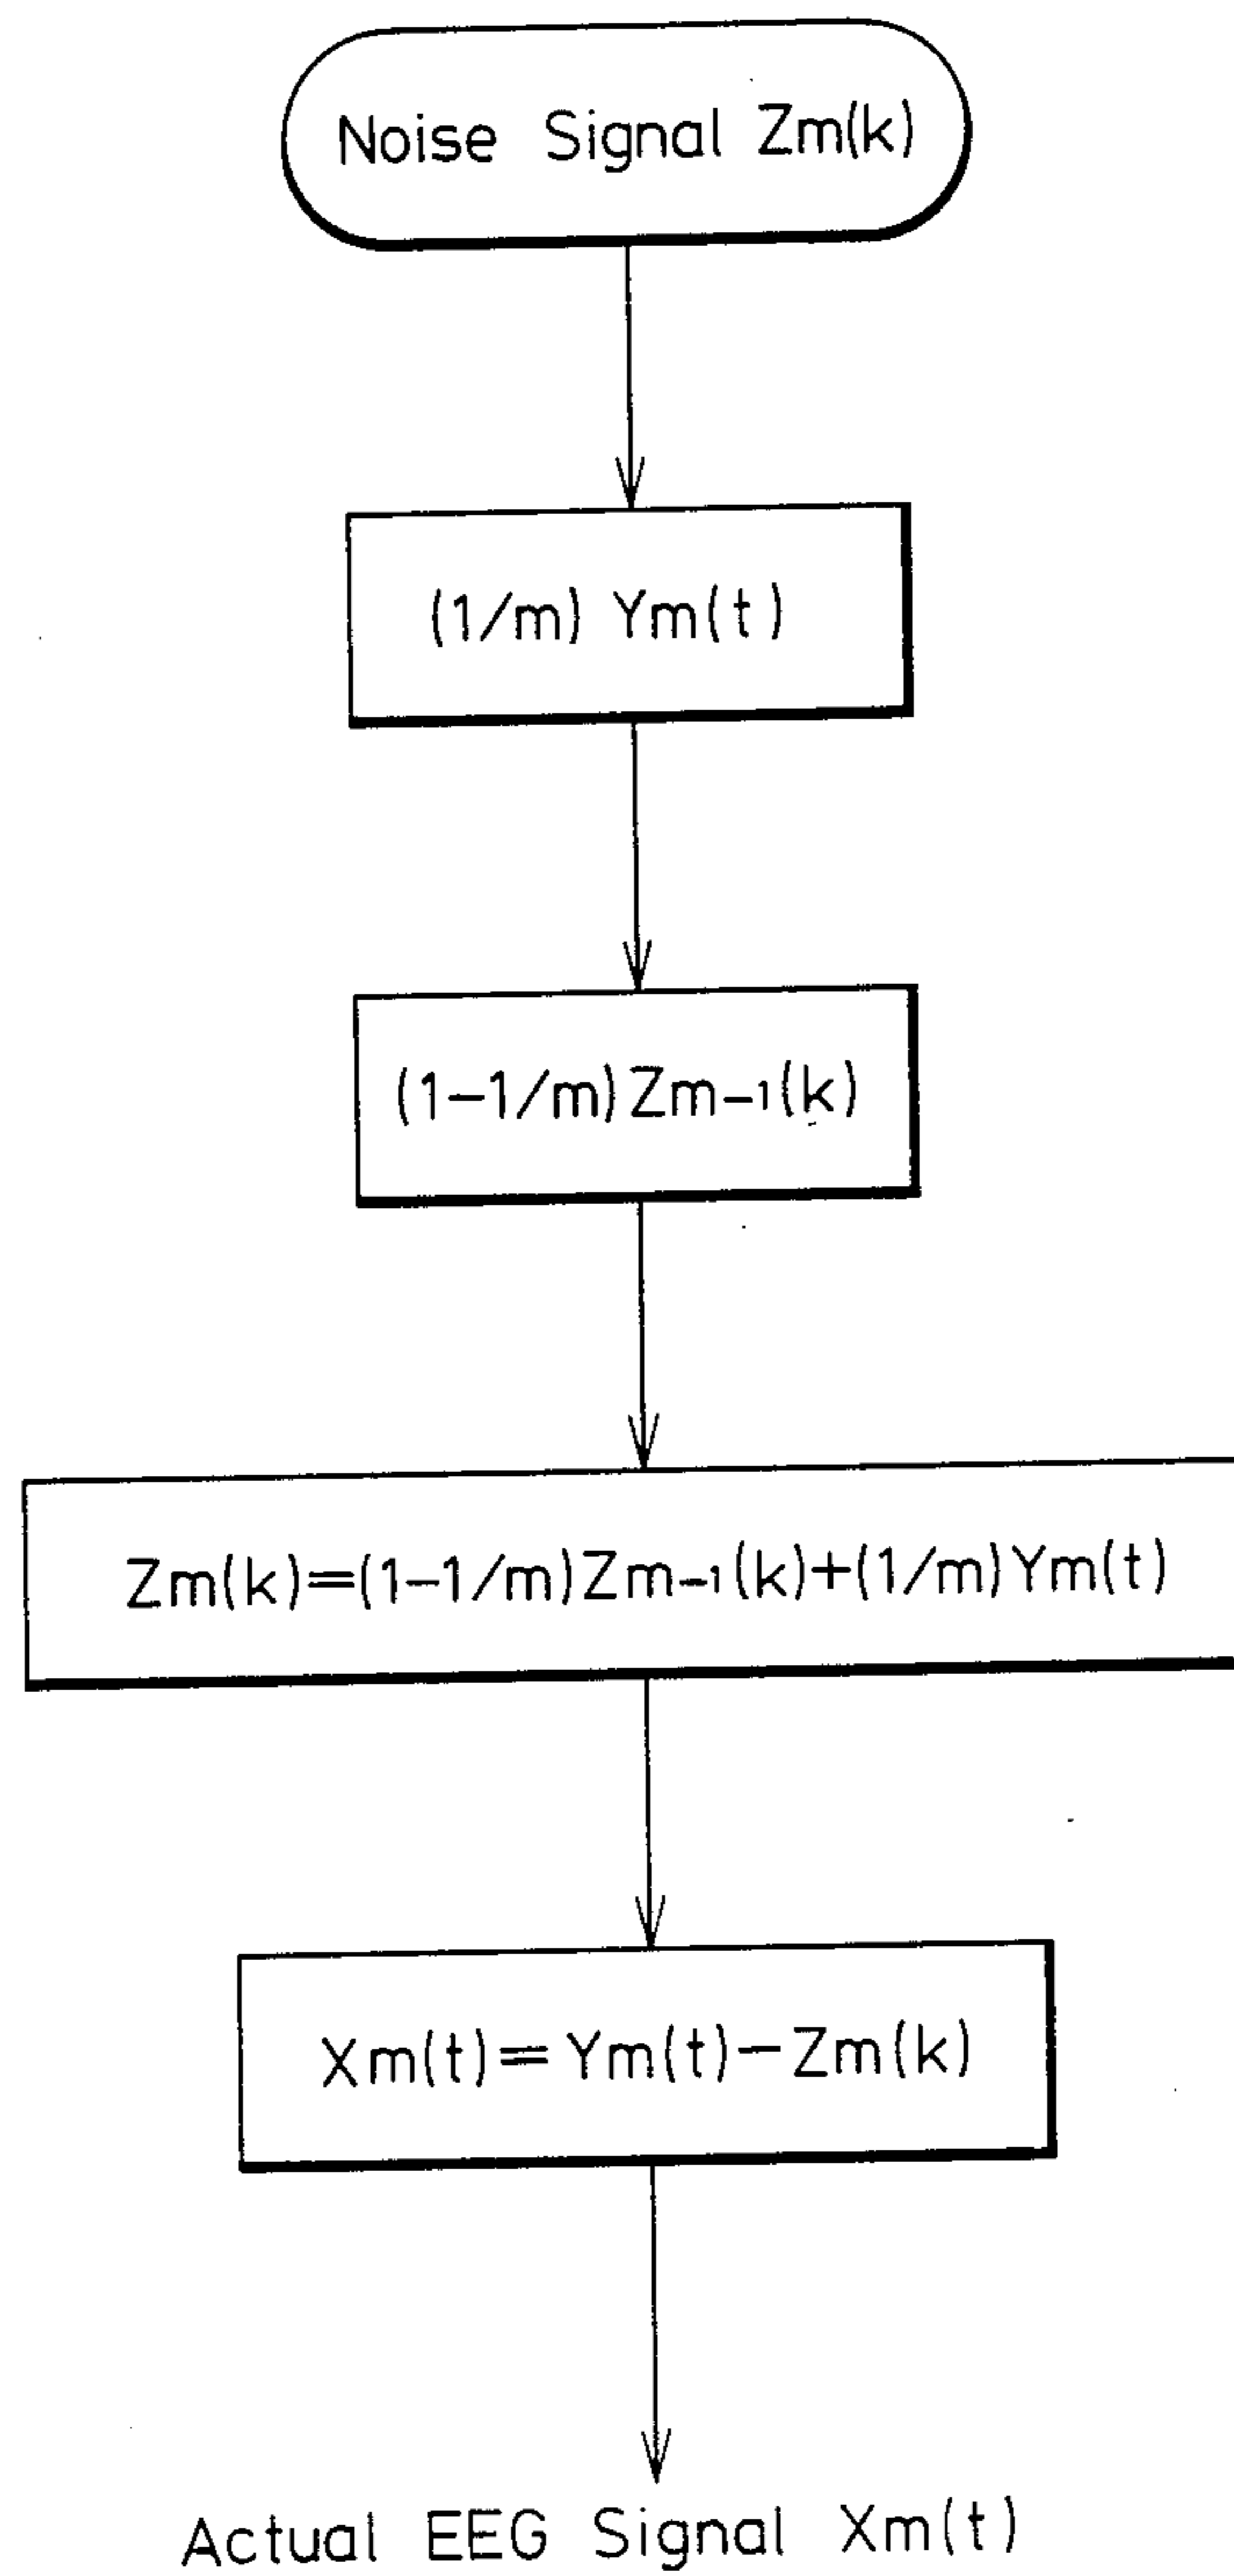 Noise Signal Zm(k)
(1/m) Ym(t)
(1-1/m)Zm-1(k)
Zm(k)=(1-1/m)Zm-1(k)+(1/m)Ym(t)
Xm(t)=Ym(t)-Zm(k)
Actual EEG Signal Xm(t)